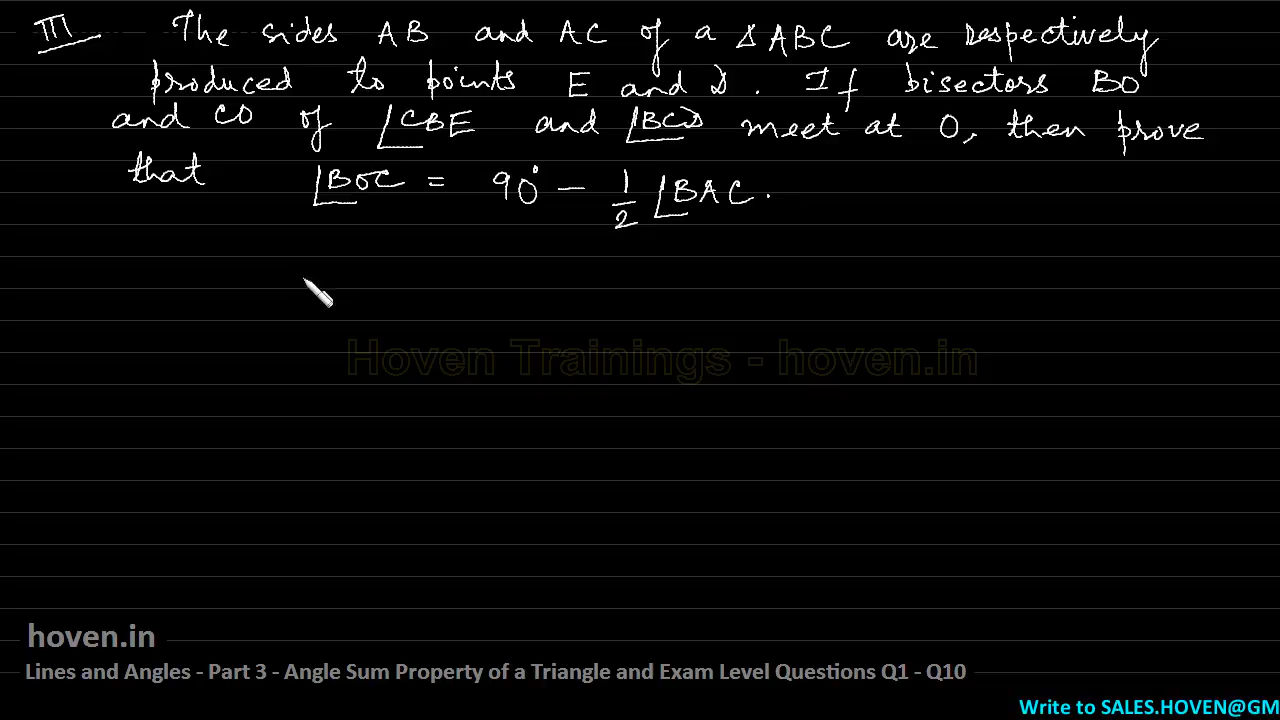 III The sides AB and AC of a Δ ABC are respectively
produced to points E and D. If bisectors BO
and CO of ∠CBE and ∠BCD meet at O, then prove
that ∠BOC = 90° - 1/2 ∠BAC.
Hoven Trainings - hoven.in
hoven.in
Lines and Angles - Part 3 - Angle Sum Property of a Triangle and Exam Level Questions Q1 - Q10
Write to SALES.HOVEN@GM